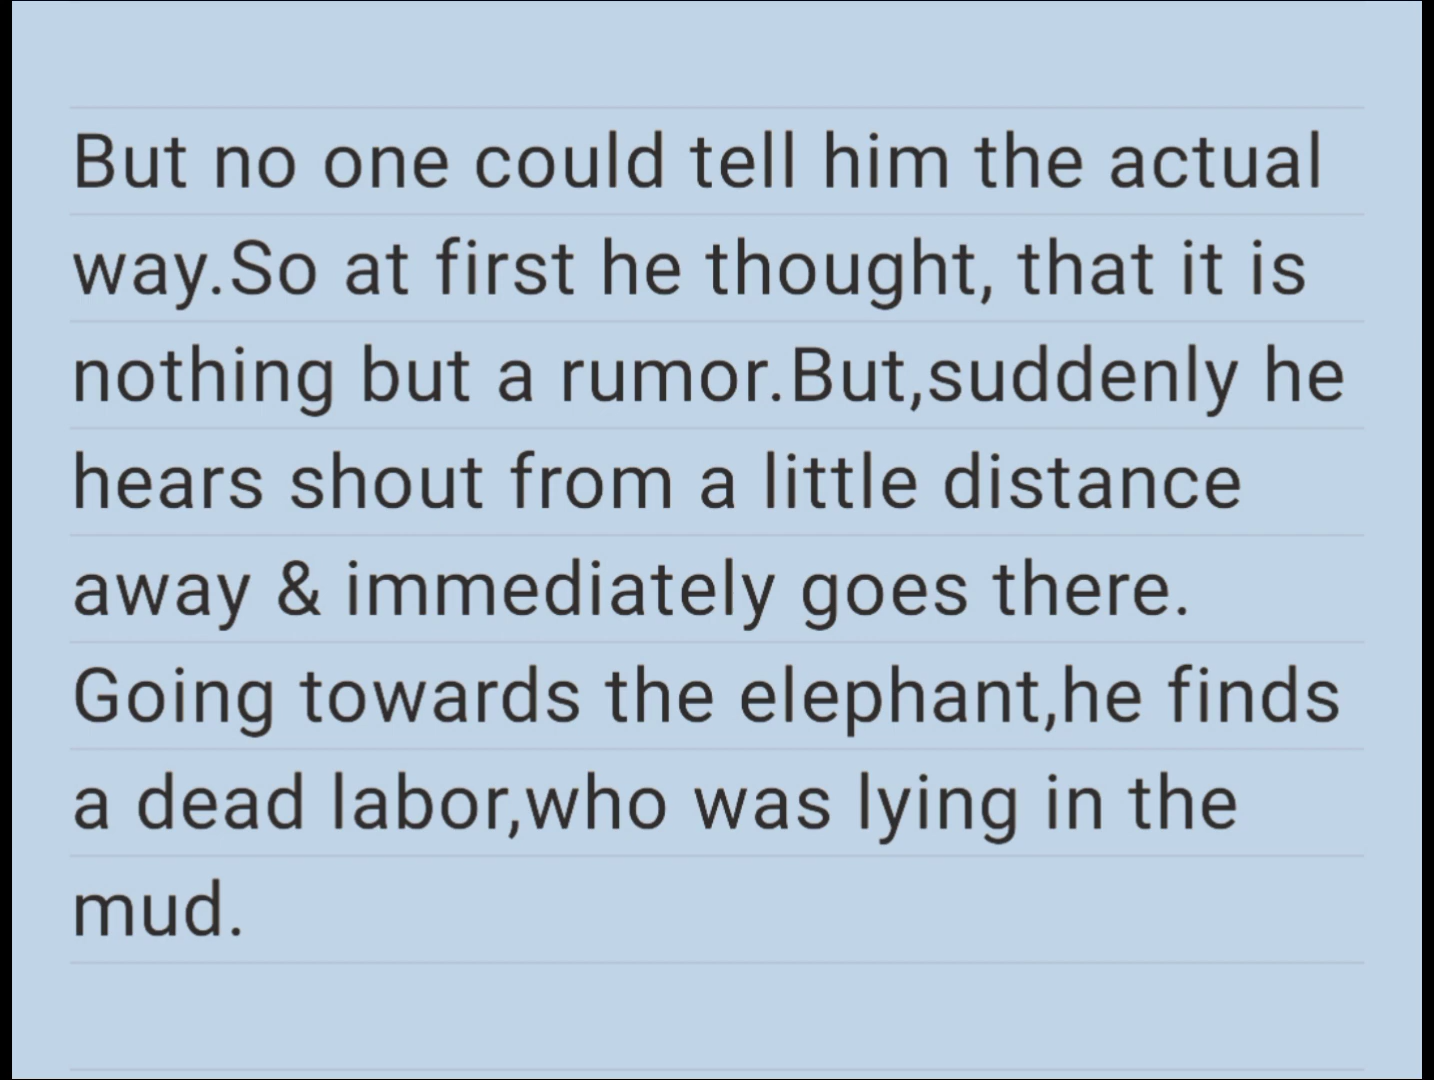 But no one could tell him the actual
way.So at first he thought, that it is
nothing but a rumor.But,suddenly he
hears shout from a little distance
away & immediately goes there.
Going towards the elephant,he finds
a dead labor,who was lying in the
mud.